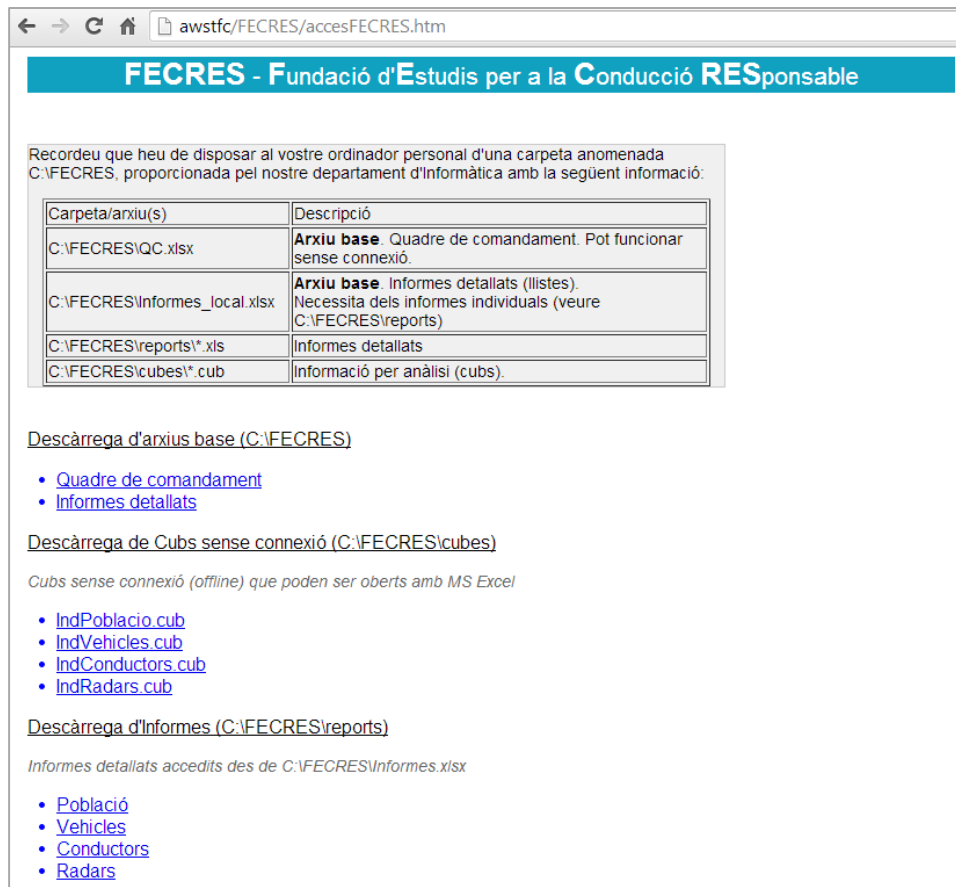 awstfc/FECRES/accesFECRES.htm
FECRES - Fundació d'Estudis per a la Conducció RESponsable
Recordeu que heu de disposar al vostre ordinador personal d'una carpeta anomenada
C:\FECRES, proporcionada pel nostre departament d'Informàtica amb la següent informació:
Carpeta/arxiu(s) Descripció
C:\FECRES\QC.xlsx Arxiu base. Quadre de comandament. Pot funcionar
sense connexió.
C:\FECRES\Informes_local.xlsx Arxiu base. Informes detallats (llistes).
Necessita dels informes individuals (veure
C:\FECRES\reports)
C:\FECRES\reports\*.xls Informes detallats
C:\FECRES\cubes\*.cub Informació per anàlisi (cubs).
Descàrrega d'arxius base (C:\FECRES)
• Quadre de comandament
• Informes detallats
Descàrrega de Cubs sense connexió (C:\FECRES\cubes)
Cubs sense connexió (offline) que poden ser oberts amb MS Excel
• IndPoblacio.cub
• IndVehicles.cub
• IndConductors.cub
• IndRadars.cub
Descàrrega d'Informes (C:\FECRES\reports)
Informes detallats accedits des de C:\FECRES\Informes.xlsx
• Població
• Vehicles
• Conductors
• Radars